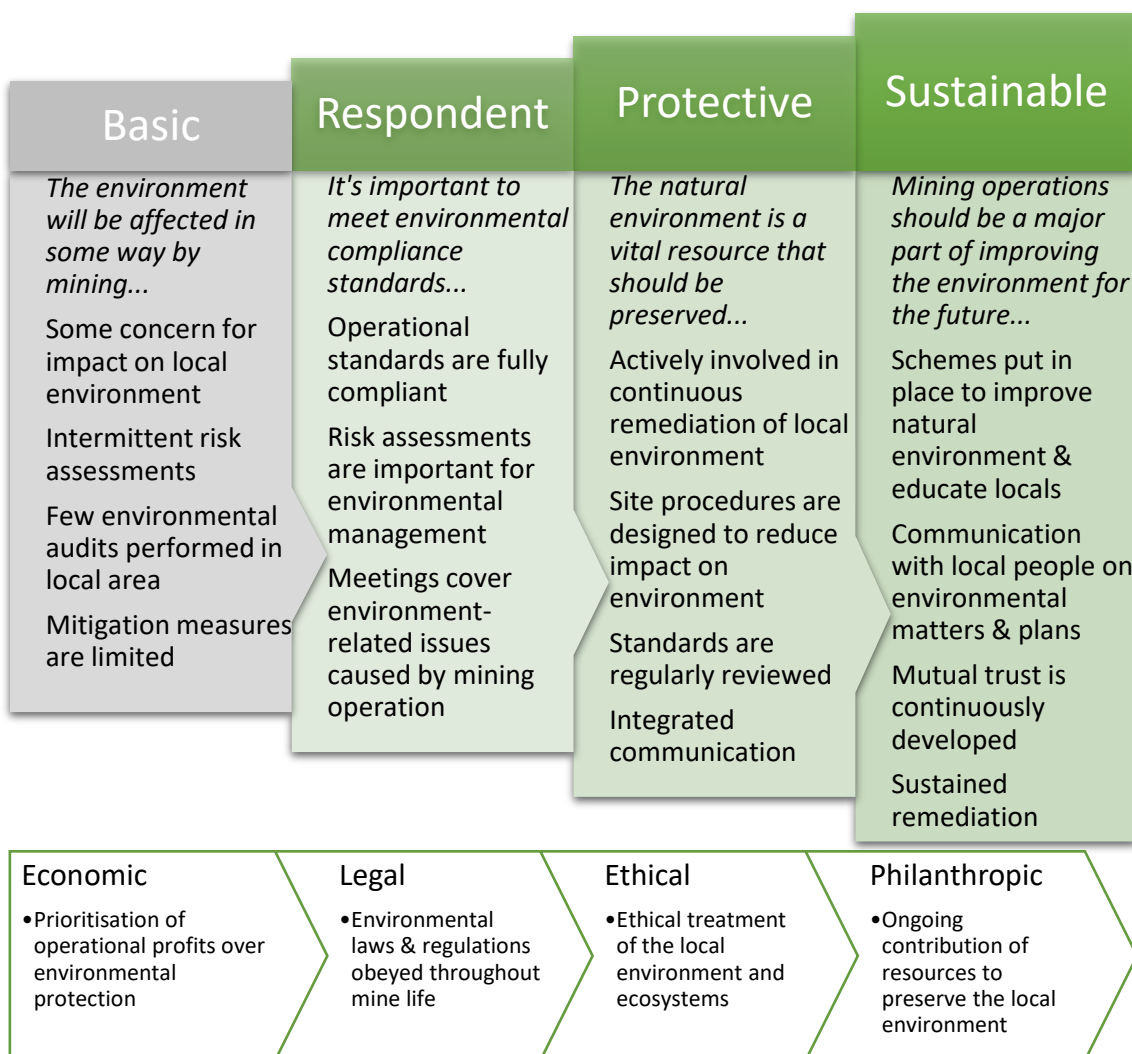 Basic
The environment
will be affected in
some way by
mining...
Some concern for
impact on local
environment
Intermittent risk
assessments
Few environmental
audits performed in
local area
Mitigation measures
are limited
Respondent
It's important to
meet environmental
compliance
standards...
Operational
standards are fully
compliant
Risk assessments
are important for
environmental
management
Meetings cover
environment-
related issues
caused by mining
operation
Protective
The natural
environment is a
vital resource that
should be
preserved...
Actively involved in
continuous
remediation of local
environment
Site procedures are
designed to reduce
impact on
environment
Standards are
regularly reviewed
Integrated
communication
Sustainable
Mining operations
should be a major
part of improving
the environment for
the future...
Schemes put in
place to improve
natural
environment &
educate locals
Communication
with local people on
environmental
matters & plans
Mutual trust is
continuously
developed
Sustained
remediation
Economic
•Prioritisation of
operational profits over
environmental
protection
Legal
•Environmental
laws & regulations
obeyed throughout
mine life
Ethical
•Ethical treatment
of the local
environment and
ecosystems
Philanthropic
•Ongoing
contribution of
resources to
preserve the local
environment